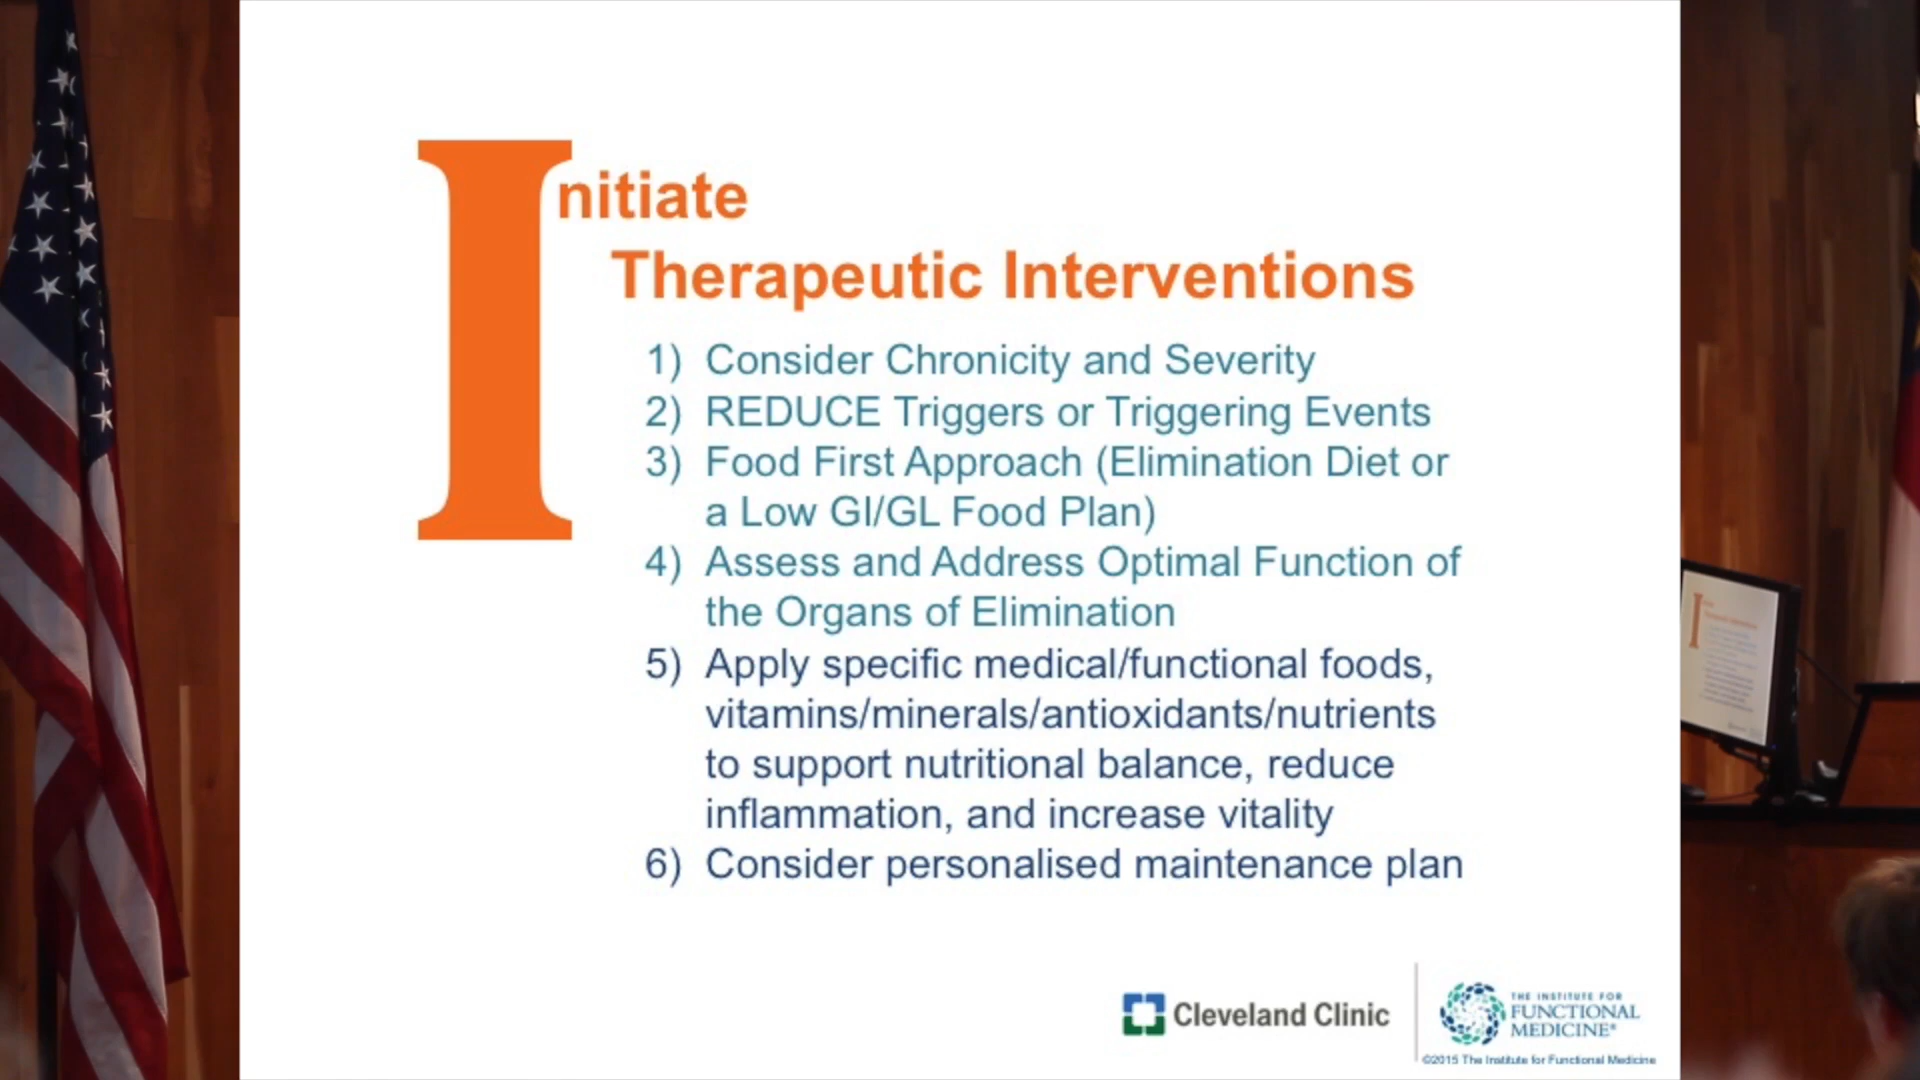 Initiate
Therapeutic Interventions
1) Consider Chronicity and Severity
2) REDUCE Triggers or Triggering Events
3) Food First Approach (Elimination Diet or
a Low GI/GL Food Plan)
4) Assess and Address Optimal Function of
the Organs of Elimination
5) Apply specific medical/functional foods,
vitamins/minerals/antioxidants/nutrients
to support nutritional balance, reduce
inflammation, and increase vitality
6) Consider personalised maintenance plan
Cleveland Clinic
THE INSTITUTE FOR
FUNCTIONAL
MEDICINE®
©2015 The Institute for Functional Medicine